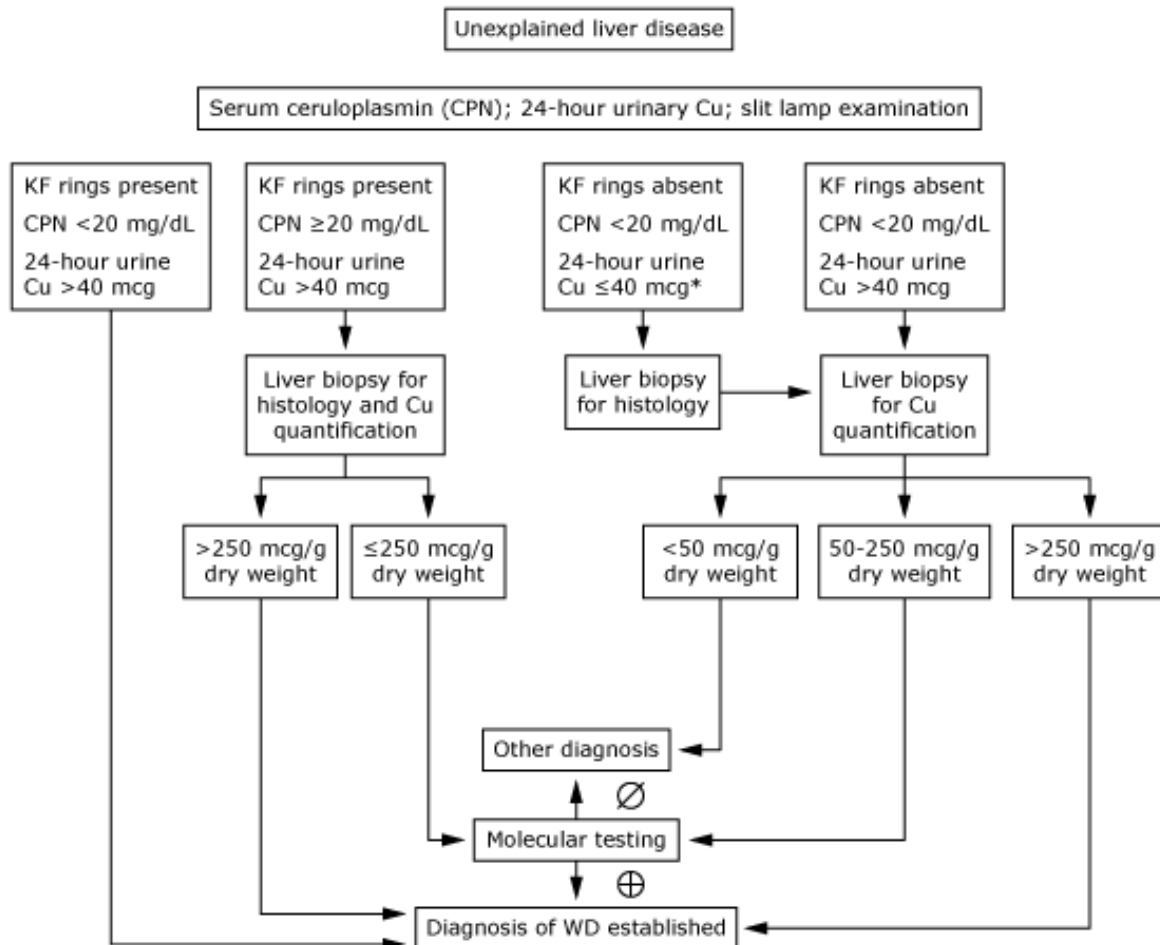 Unexplained liver disease
Serum ceruloplasmin (CPN); 24-hour urinary Cu; slit lamp examination
KF rings present
CPN <20 mg/dL
24-hour urine
Cu >40 mcg
KF rings present
CPN ≥20 mg/dL
24-hour urine
Cu >40 mcg
KF rings absent
CPN <20 mg/dL
24-hour urine
Cu ≤40 mcg*
KF rings absent
CPN <20 mg/dL
24-hour urine
Cu >40 mcg
Liver biopsy for
histology and Cu
quantification
Liver biopsy
for histology
Liver biopsy
for Cu
quantification
>250 mcg/g
dry weight
≤250 mcg/g
dry weight
<50 mcg/g
dry weight
50-250 mcg/g
dry weight
>250 mcg/g
dry weight
Other diagnosis
∅
Molecular testing
⊕
Diagnosis of WD established